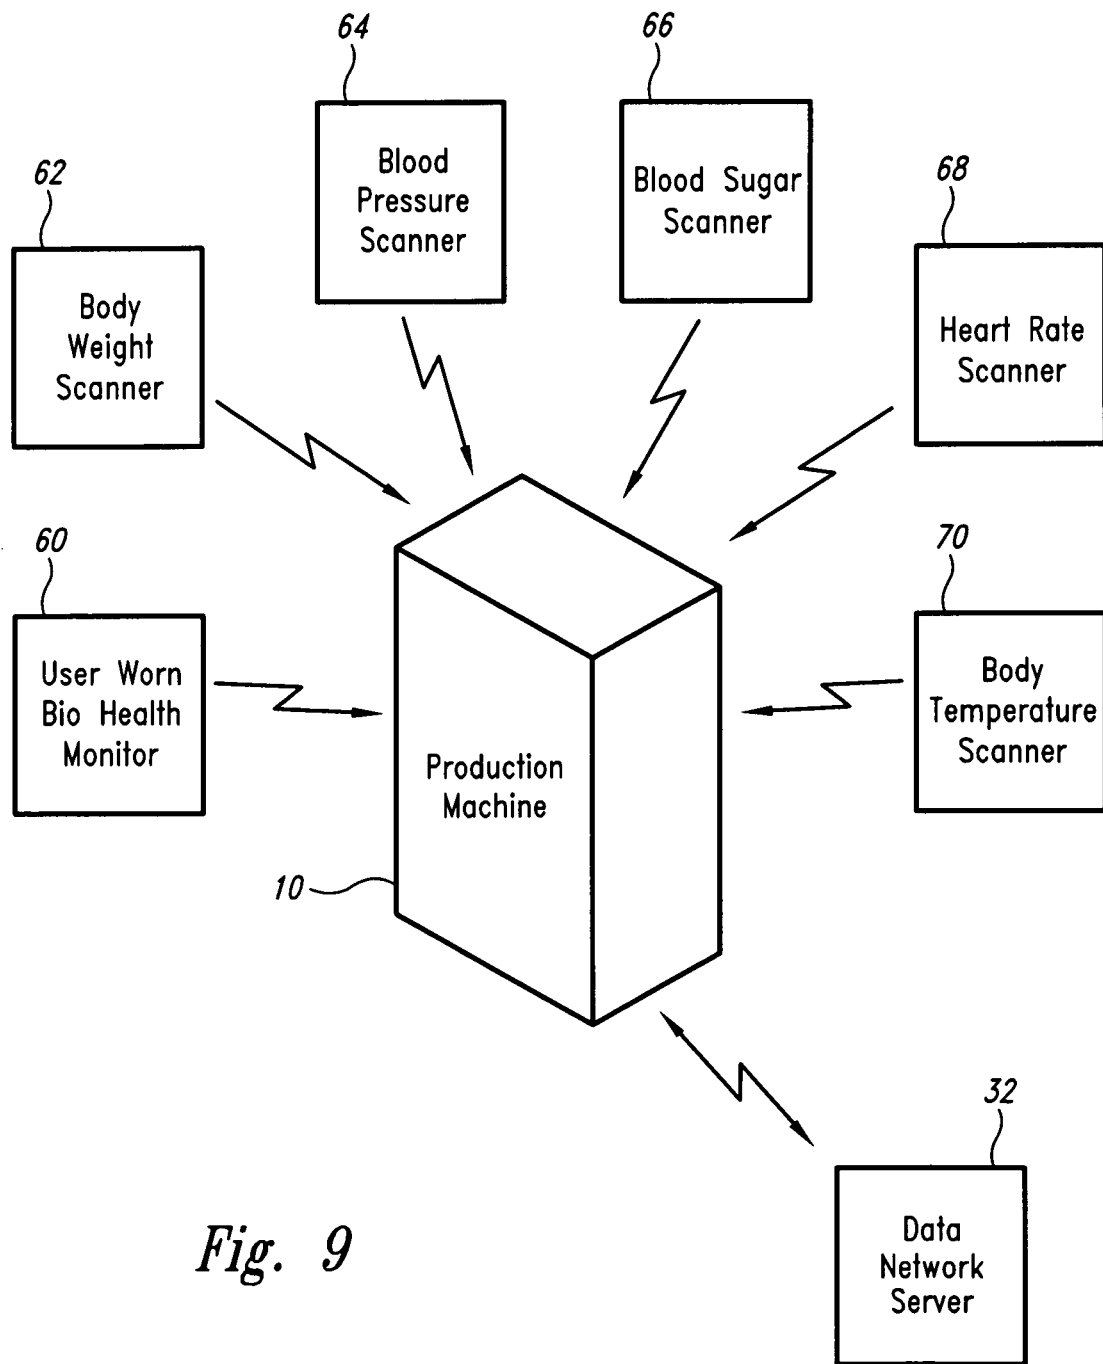 64
66
62
68
Blood
Pressure
Scanner
Blood Sugar
Scanner
Body
Weight
Scanner
Heart Rate
Scanner
60
70
User Worn
Bio Health
Monitor
Body
Temperature
Scanner
Production
Machine
10
32
Data
Network
Server
Fig. 9